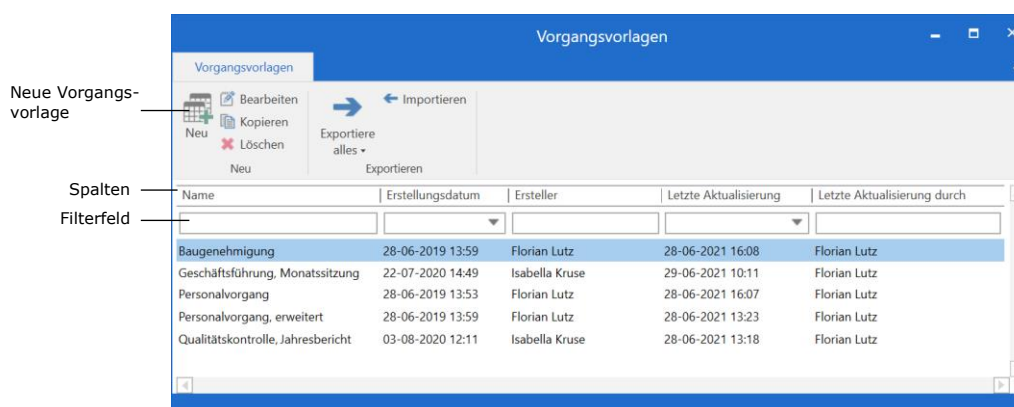 Vorgangsvorlagen
Vorgangsvorlagen
Neue Vorgangs-
vorlage
Neu
Bearbeiten
Kopieren
Löschen
Neu
Exportiere
alles
Importieren
Exportieren
Spalten
Name Erstellungsdatum Ersteller Letzte Aktualisierung Letzte Aktualisierung durch
Filterfeld
Baugenehmigung 28-06-2019 13:59 Florian Lutz 28-06-2021 16:08 Florian Lutz
Geschäftsführung, Monatssitzung 22-07-2020 14:49 Isabella Kruse 29-06-2021 10:11 Florian Lutz
Personalvorgang 28-06-2019 13:53 Florian Lutz 28-06-2021 16:07 Florian Lutz
Personalvorgang, erweitert 28-06-2019 13:59 Florian Lutz 28-06-2021 13:23 Florian Lutz
Qualitätskontrolle, Jahresbericht 03-08-2020 12:11 Isabella Kruse 28-06-2021 13:18 Florian Lutz